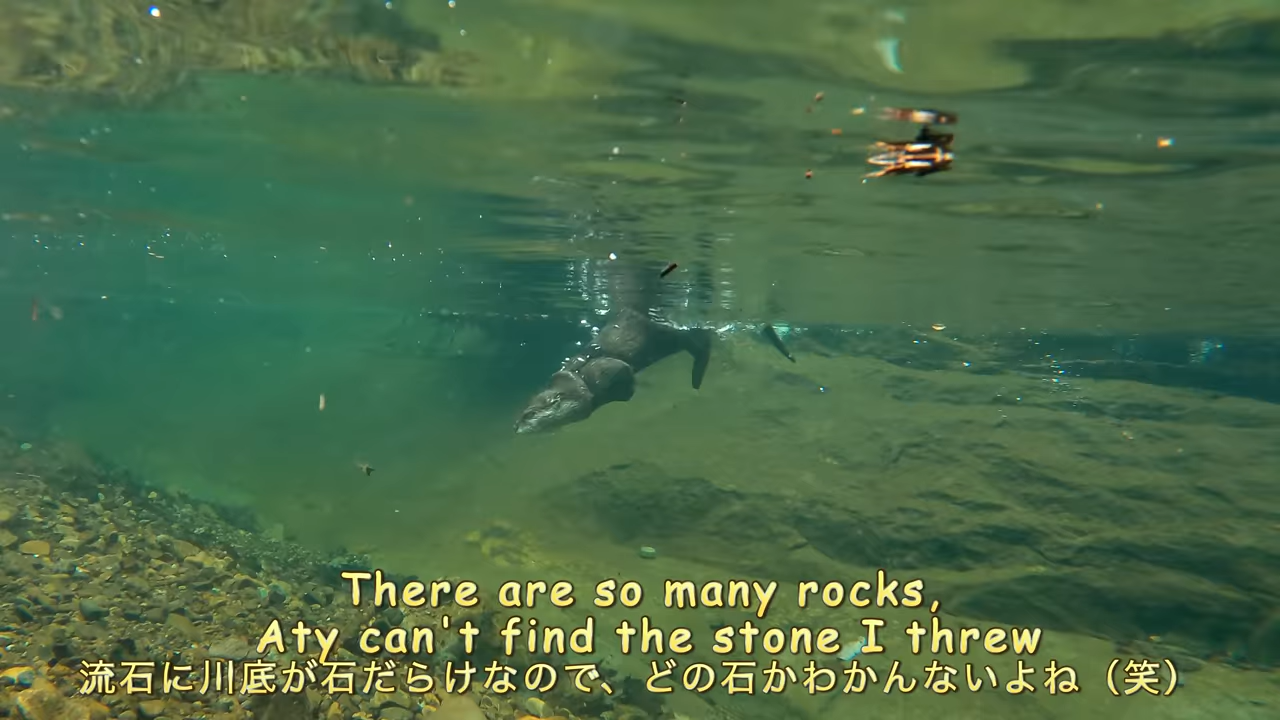 There are so many rocks,
Aty can't find the stone I threw
流石に川底が石だらけなので、どの石かわかんないよね（笑）